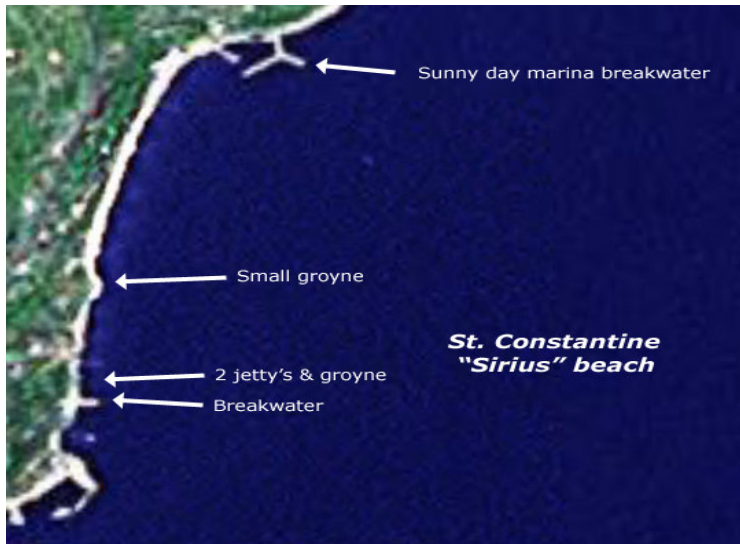 Sunny day marina breakwater
Small groyne
St. Constantine
“Sirius” beach
2 jetty’s & groyne
Breakwater